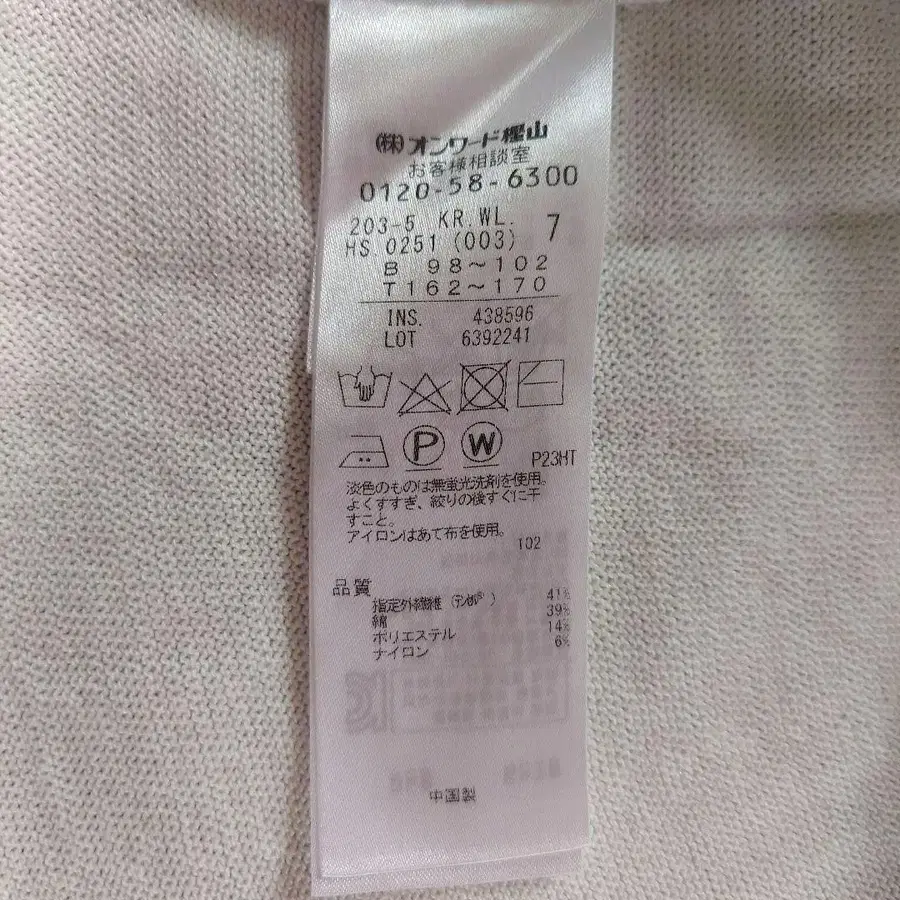 ㈱オンワード樫山
お客様相談室
0120-58-6300
203-5 KR WL. 7
HS 0251 (003)
B 98～102
T162～170
INS. 438596
LOT 6392241
P W
P23HT
淡色のものは無蛍光洗剤を使用。
よくすすぎ、絞りの後すぐに干
すこと。
アイロンはあて布を使用。
102
品質
指定外繊維(テンセル®) 41%
綿 39%
ポリエステル 14%
ナイロン 6%
中国製